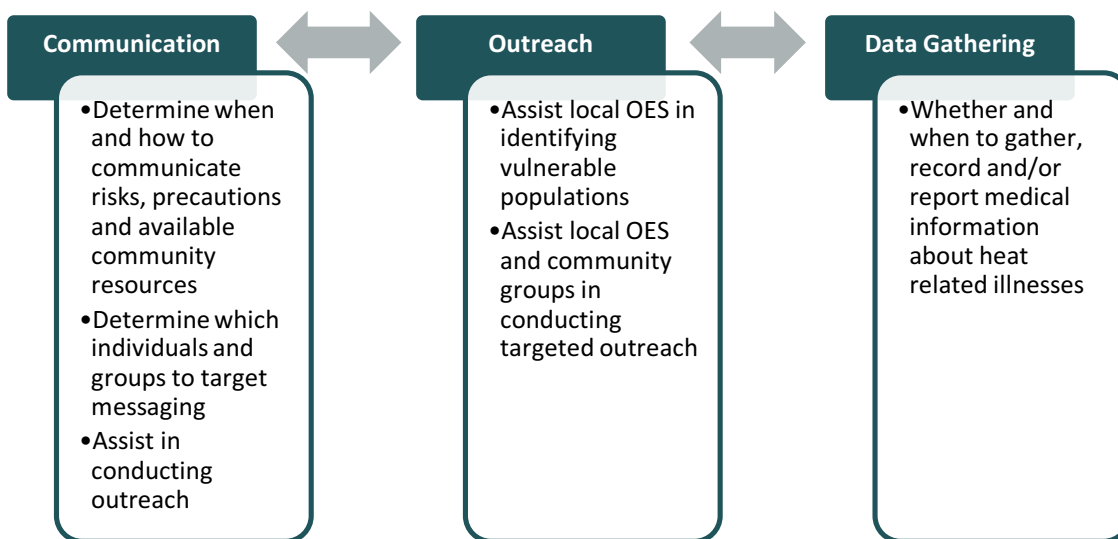 Communication
•Determine when
and how to
communicate
risks, precautions
and available
community
resources
•Determine which
individuals and
groups to target
messaging
•Assist in
conducting
outreach
Outreach
•Assist local OES in
identifying
vulnerable
populations
•Assist local OES
and community
groups in
conducting
targeted outreach
Data Gathering
•Whether and
when to gather,
record and/or
report medical
information
about heat
related illnesses